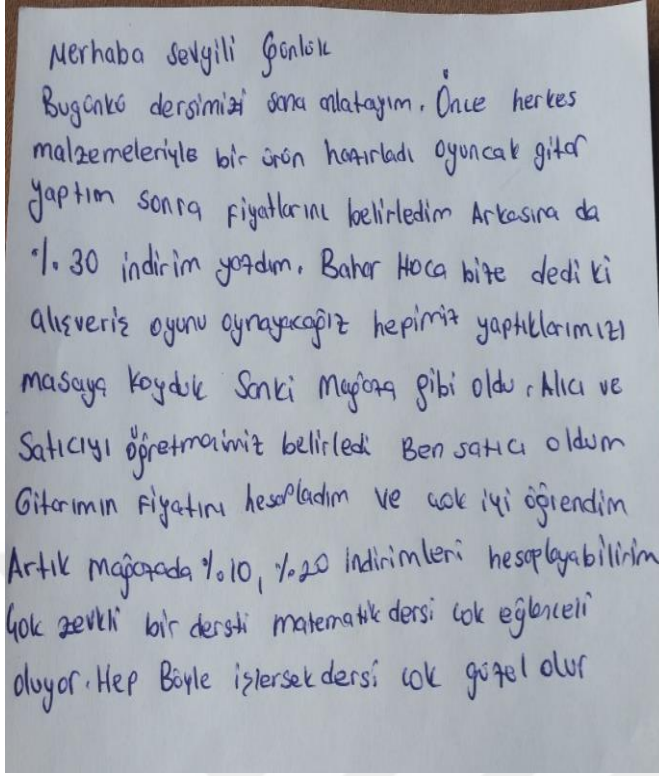 Merhaba Sevgili Günlük
Bugünkü dersimizi sana anlatayım. Önce herkes
malzemeleriyle bir ürün hazırladı oyuncak gitar
yaptım sonra Fiyatlarını belirledim Arkasına da
%30 indirim yazdım. Bahar Hoca bize dedi ki
alışveriş oyunu oynayacağız hepimiz yaptıklarımızı
masaya koyduk Sanki Mağaza gibi oldu. Alıcı ve
Satıcıyı öğretmenimiz belirledi Ben satıcı oldum
Gitarımın Fiyatını hesapladım ve çok iyi öğrendim
Artık mağazada %10, %20 indirimleri hesaplayabilirim
Çok zevkli bir dersti matematik dersi çok eğlenceli
oluyor. Hep Böyle işlersek dersi çok güzel olur